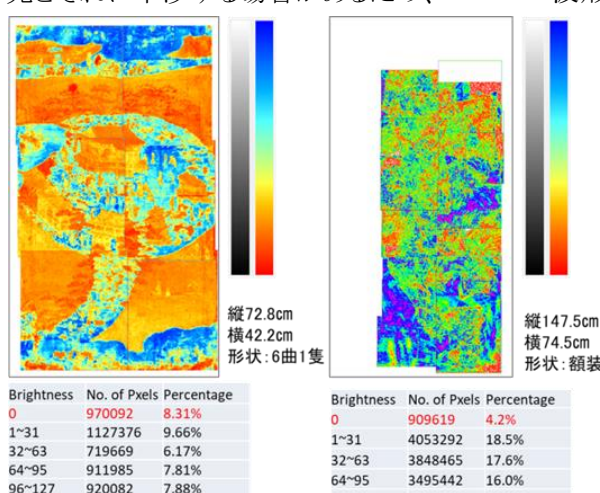 縦72.8cm
横42.2cm
形状:6曲1隻
Brightness No. of Pxels Percentage
0 970092 8.31%
1~31 1127376 9.66%
32~63 719669 6.17%
64~95 911985 7.81%
96~127 920082 7.88%
縦147.5cm
横74.5cm
形状:額装
Brightness No. of Pxels Percentage
0 909619 4.2%
1~31 4053292 18.5%
32~63 3848465 17.6%
64~95 3495442 16.0%